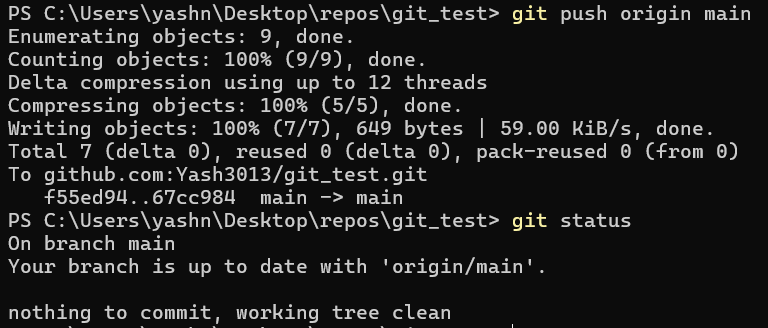 PS C:\Users\yashn\Desktop\repos\git_test> git push origin main
Enumerating objects: 9, done.
Counting objects: 100% (9/9), done.
Delta compression using up to 12 threads
Compressing objects: 100% (5/5), done.
Writing objects: 100% (7/7), 649 bytes | 59.00 KiB/s, done.
Total 7 (delta 0), reused 0 (delta 0), pack-reused 0 (from 0)
To github.com:Yash3013/git_test.git
   f55ed94..67cc984  main -> main
PS C:\Users\yashn\Desktop\repos\git_test> git status
On branch main
Your branch is up to date with 'origin/main'.

nothing to commit, working tree clean